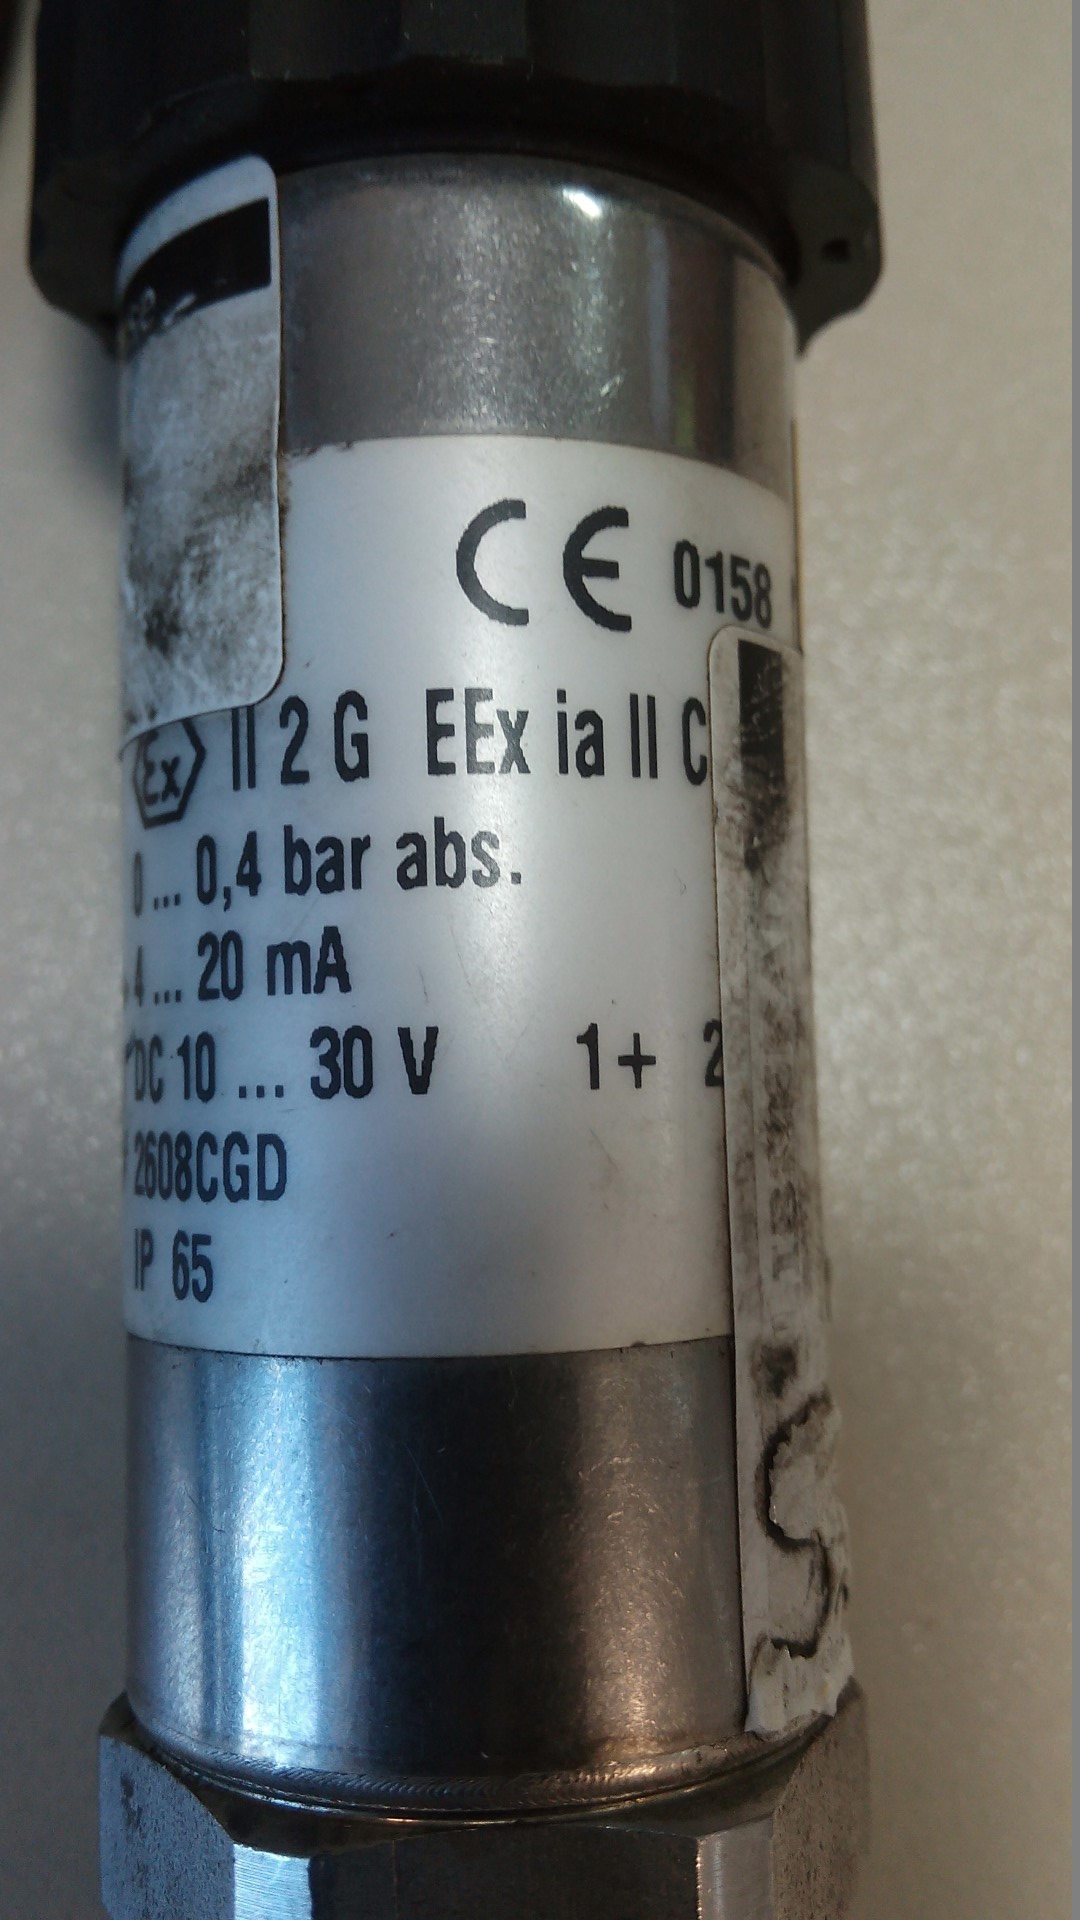 CE 0158
Ex II 2 G EEx ia II C
0 ... 0,4 bar abs.
4 ... 20 mA
DC 10 ... 30 V 1+ 2
2608CGD
IP 65